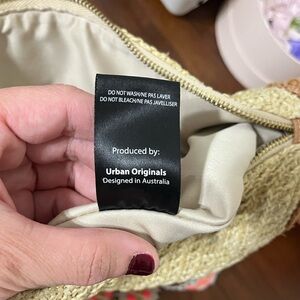 DO NOT WASH/NE PAS LAVER
DO NOT BLEACH/NE PAS JAVELLISER
Produced by:
Urban Originals
Designed in Australia